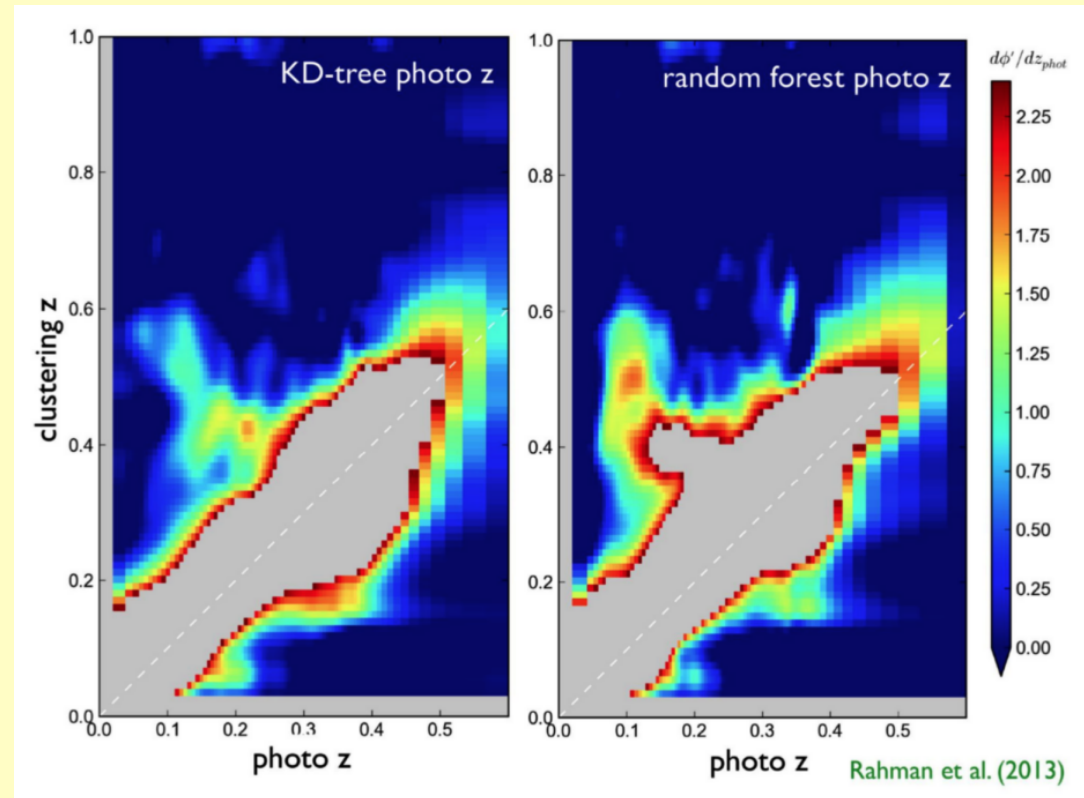 KD-tree photo z
random forest photo z
dϕ'/dz_phot
clustering z
1.0
0.8
0.6
0.4
0.2
0.0
0.0 0.1 0.2 0.3 0.4 0.5
photo z
1.0
0.8
0.6
0.4
0.2
0.0
0.0 0.1 0.2 0.3 0.4 0.5
photo z
2.25
2.00
1.75
1.50
1.25
1.00
0.75
0.50
0.25
0.00
Rahman et al. (2013)